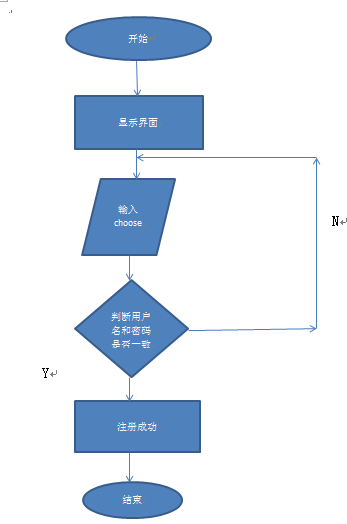 开始
显示界面
输入
choose
N
判断用户
名和密码
是否一致
Y
注册成功
结束